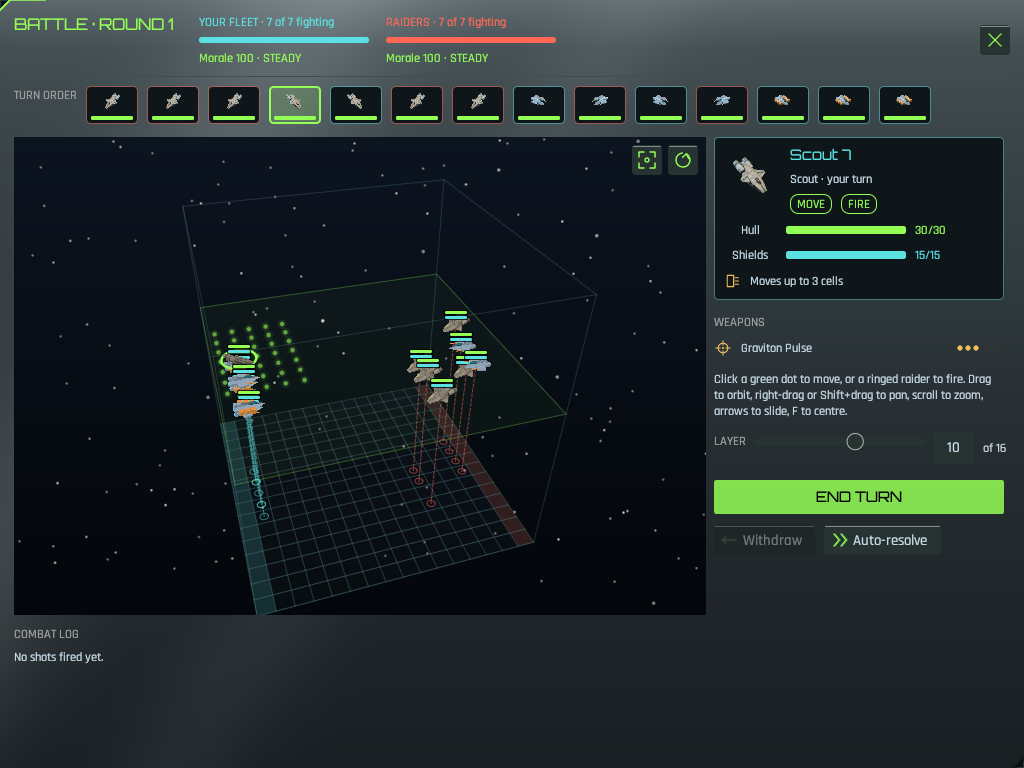 BATTLE · ROUND 1
YOUR FLEET · 7 of 7 fighting
Morale 100 · STEADY
RAIDERS · 7 of 7 fighting
Morale 100 · STEADY
TURN ORDER
Scout 7
Scout · your turn
MOVE FIRE
Hull 30/30
Shields 15/15
Moves up to 3 cells
WEAPONS
Graviton Pulse
Click a green dot to move, or a ringed raider to fire. Drag
to orbit, right-drag or Shift+drag to pan, scroll to zoom,
arrows to slide, F to centre.
LAYER 10 of 16
END TURN
Withdraw Auto-resolve
COMBAT LOG
No shots fired yet.